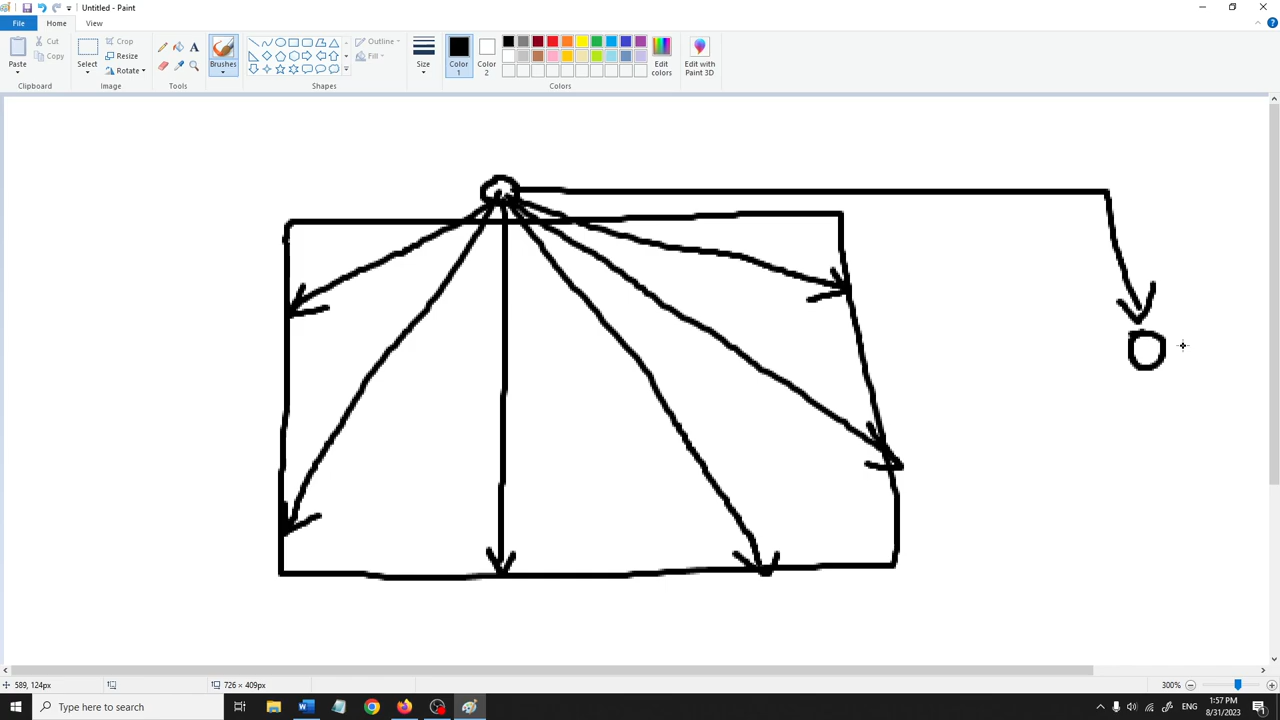 Untitled - Paint
File Home View
Paste
Cut
Copy
Clipboard
Select
Crop
Resize
Rotate
Image
A
Tools
Brushes
Outline
Fill
Shapes
Size
Color 1
Color 2
Edit colors
Colors
Edit with Paint 3D
589, 124px
726 × 409px
300%
Type here to search
ENG
1:57 PM
8/31/2023